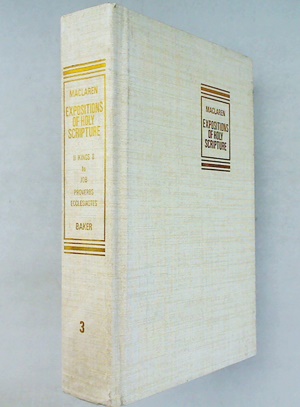 MACLAREN
EXPOSITIONS
OF HOLY
SCRIPTURE
II KINGS 8
to
JOB
PROVERBS
ECCLESIASTES
BAKER
3
MACLAREN
EXPOSITIONS
OF HOLY
SCRIPTURE